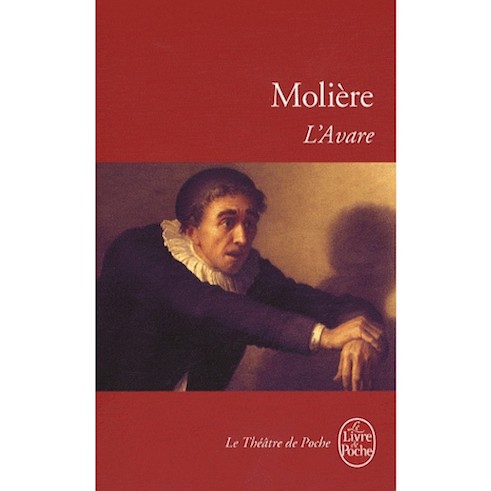 Molière
L'Avare
Le Théâtre de Poche
Le
Livre
de
Poche